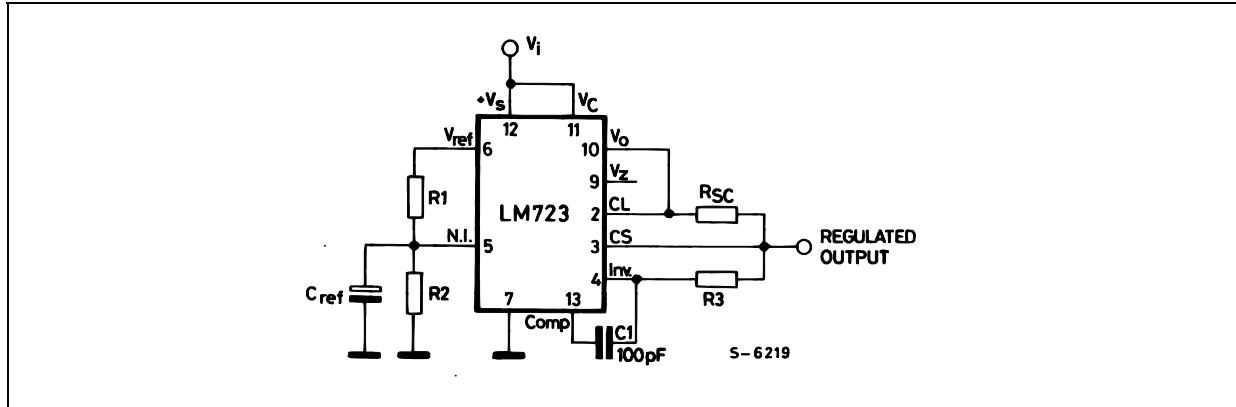 Vi
+Vs
VC
12
11
Vref
6
VO
10
9
VZ
R1
LM723
2
CL
RSC
N.I.
5
3
CS
REGULATED
OUTPUT
4
Inv.
R3
Cref
R2
7
13
Comp
C1
100pF
S-6219